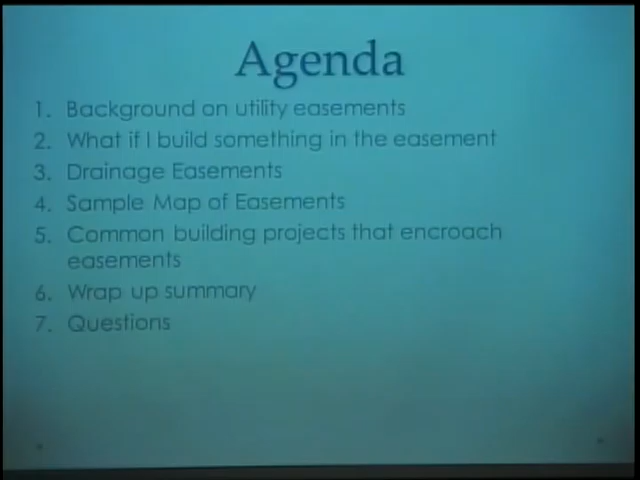 Agenda
1. Background on utility easements
2. What if I build something in the easement
3. Drainage Easements
4. Sample Map of Easements
5. Common building projects that encroach
easements
6. Wrap up summary
7. Questions